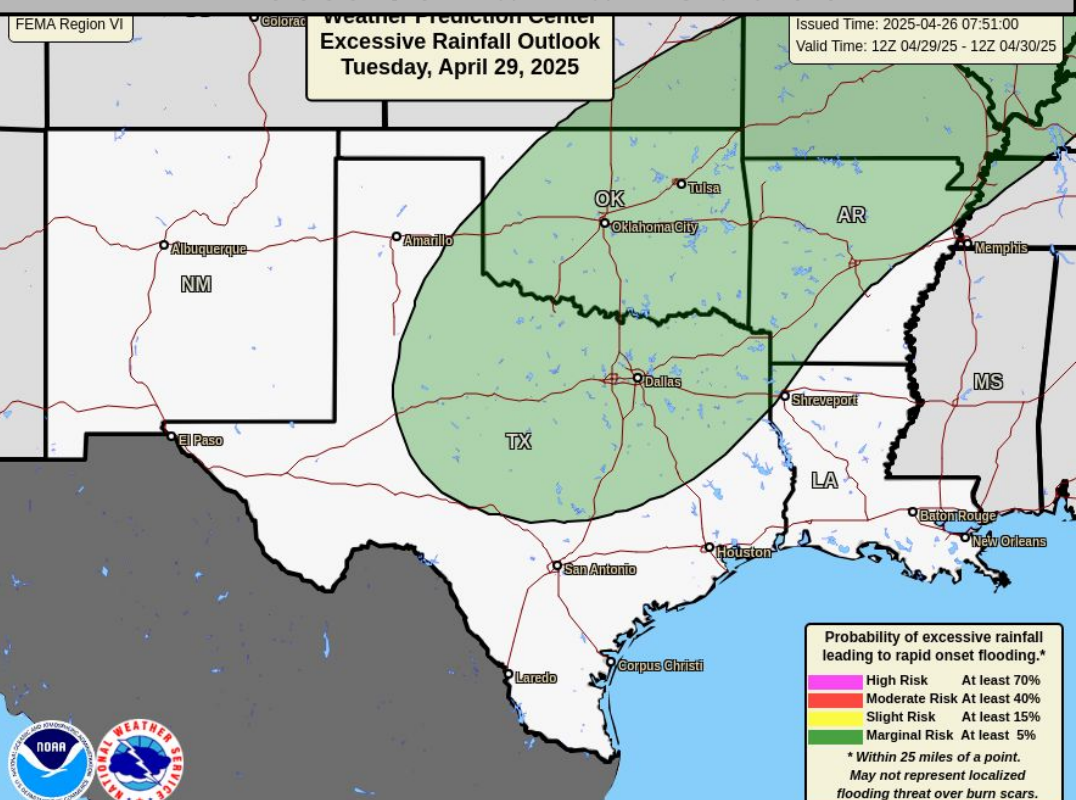 FEMA Region VI
Weather Prediction Center
Excessive Rainfall Outlook
Tuesday, April 29, 2025
Issued Time: 2025-04-26 07:51:00
Valid Time: 12Z 04/29/25 - 12Z 04/30/25
Colorad
OK
Tulsa
Oklahoma City
AR
Amarillo
Albuquerque
Memphis
NM
Dallas
MS
Shreveport
El Paso
TX
LA
Baton Rouge
New Orleans
Houston
San Antonio
Corpus Christi
Laredo
Probability of excessive rainfall
leading to rapid onset flooding.*
High Risk At least 70%
Moderate Risk At least 40%
Slight Risk At least 15%
Marginal Risk At least 5%
* Within 25 miles of a point.
May not represent localized
flooding threat over burn scars.
NOAA
NATIONAL WEATHER SERVICE